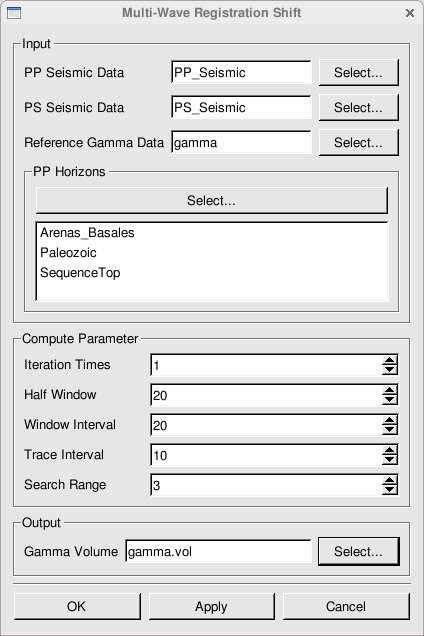 Multi-Wave Registration Shift
Input
PP Seismic Data PP_Seismic Select...
PS Seismic Data PS_Seismic Select...
Reference Gamma Data gamma Select...
PP Horizons
Select...
Arenas_Basales
Paleozoic
SequenceTop
Compute Parameter
Iteration Times 1
Half Window 20
Window Interval 20
Trace Interval 10
Search Range 3
Output
Gamma Volume gamma.vol Select...
OK Apply Cancel